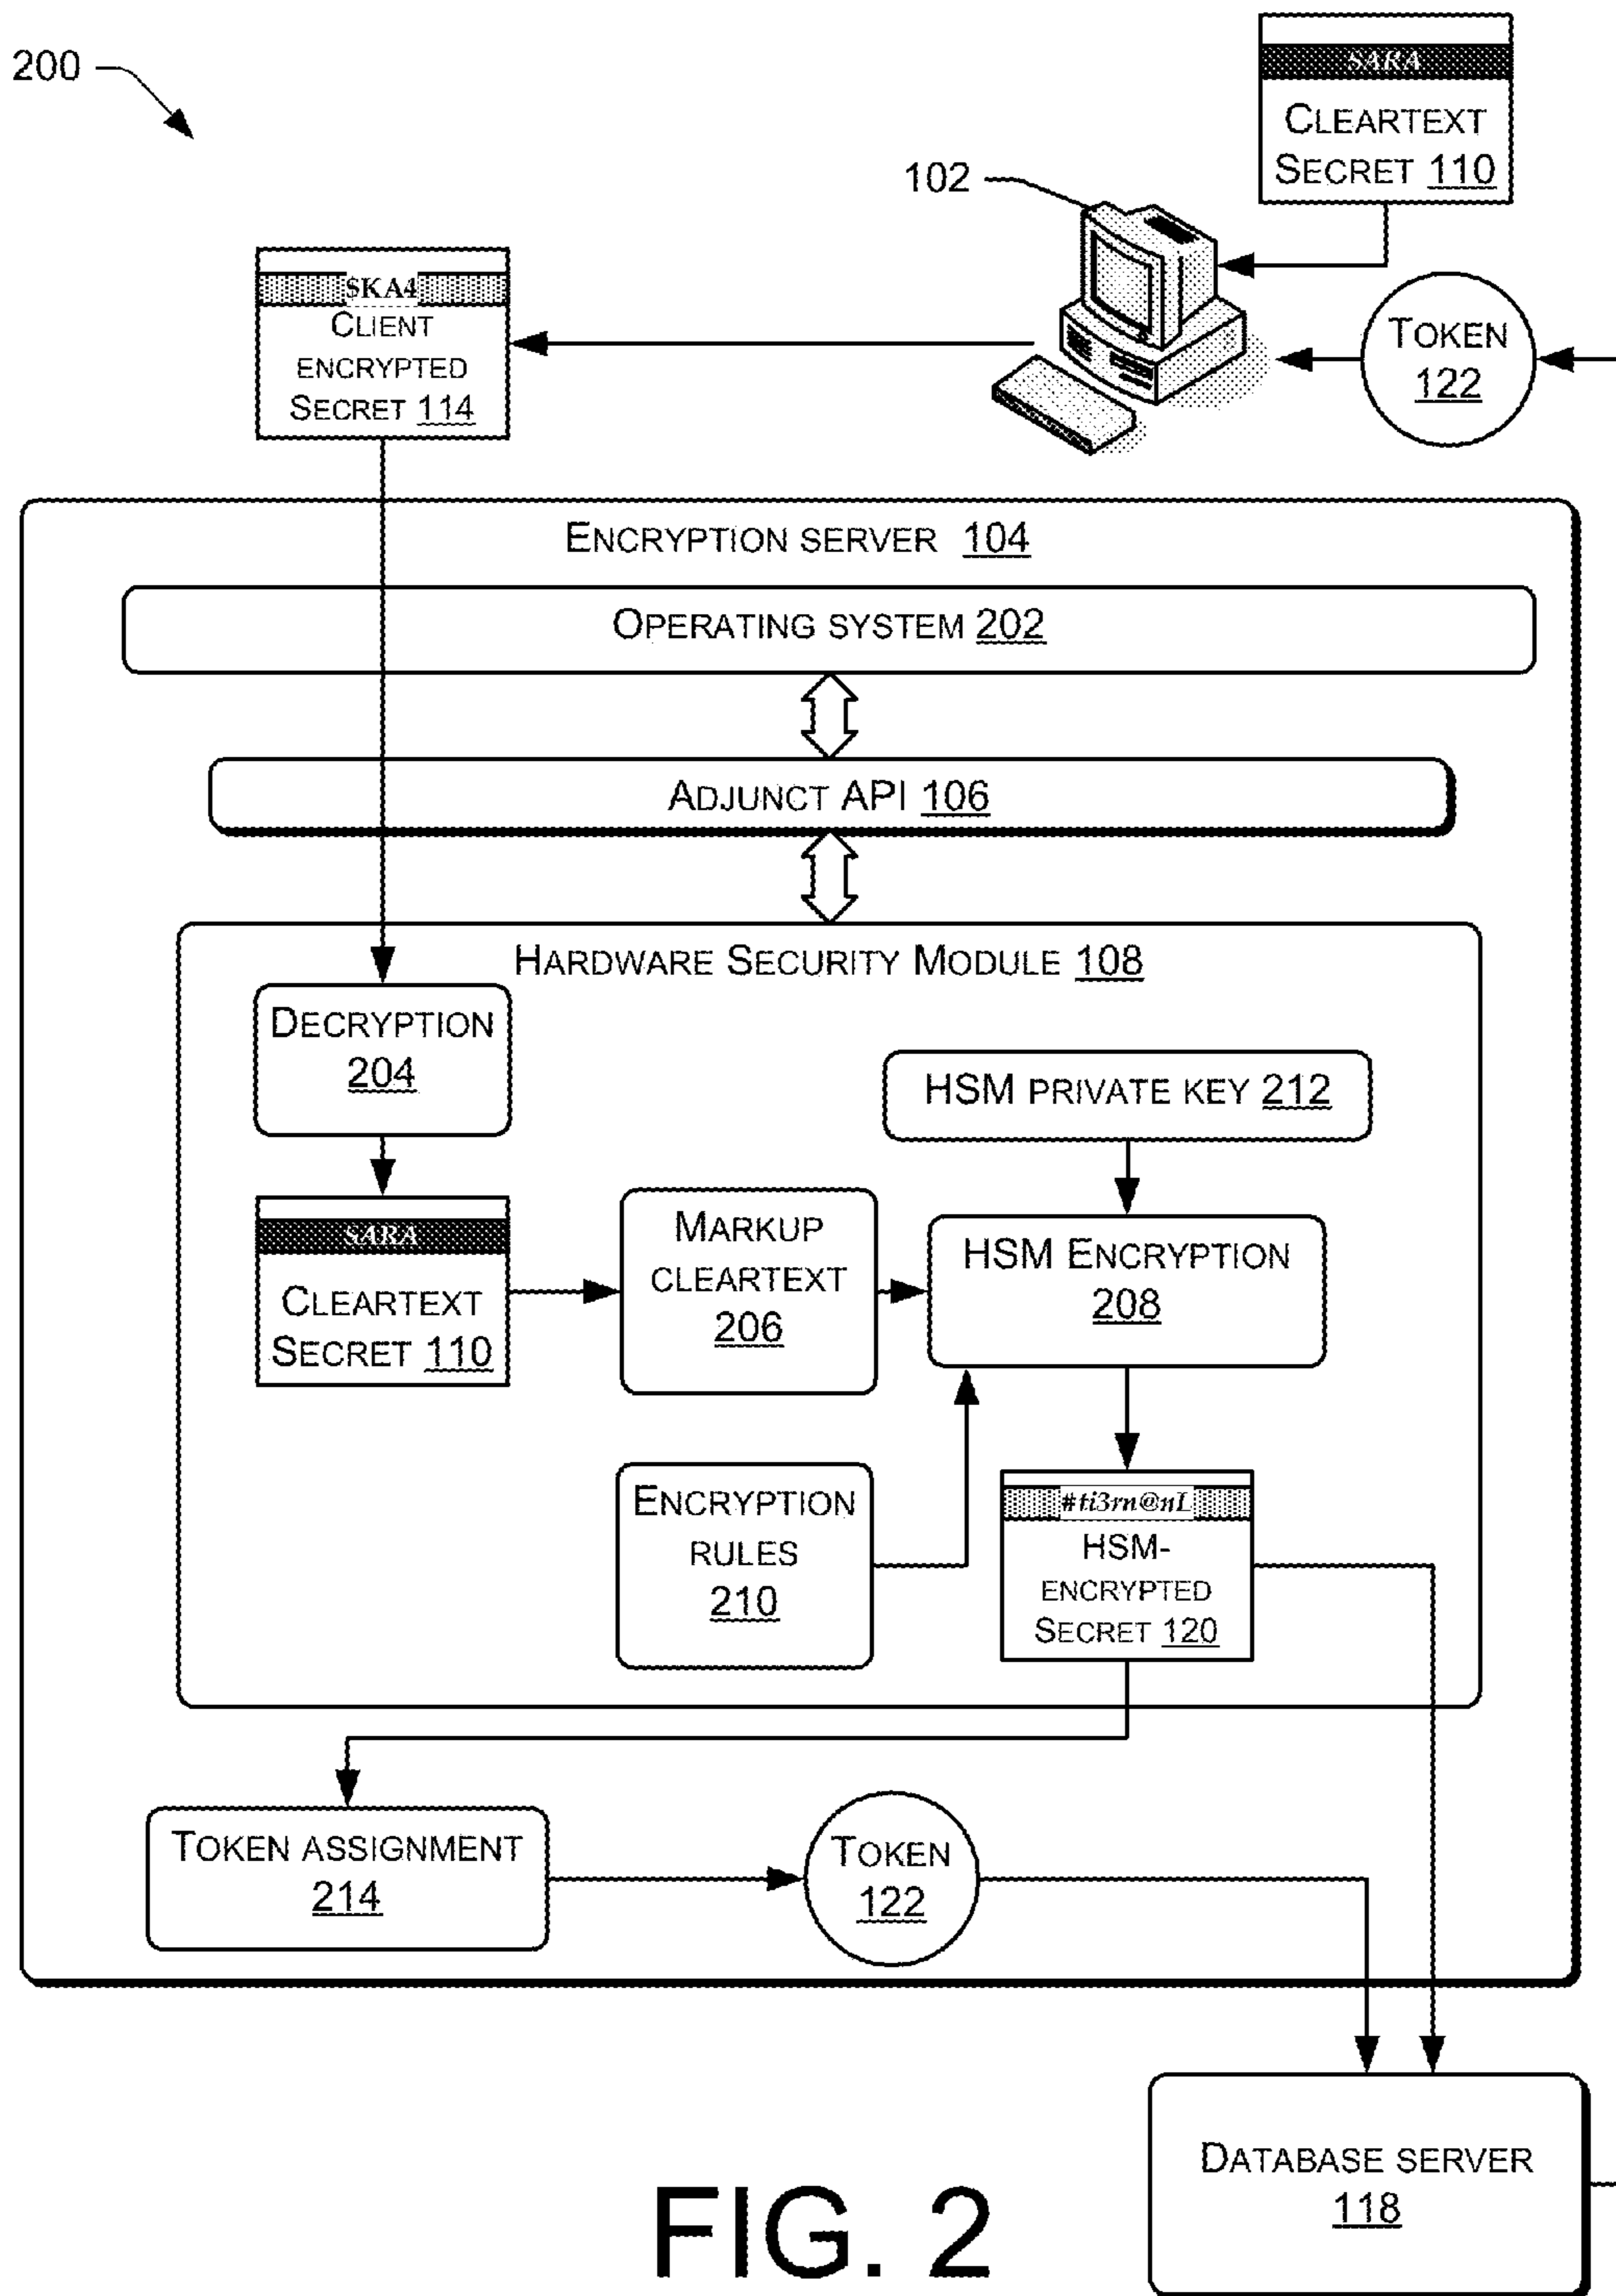 200
SARA
CLEARTEXT
SECRET 110
102
TOKEN
122
$KA4
CLIENT
ENCRYPTED
SECRET 114
ENCRYPTION SERVER 104
OPERATING SYSTEM 202
ADJUNCT API 106
HARDWARE SECURITY MODULE 108
DECRYPTION
204
HSM PRIVATE KEY 212
SARA
CLEARTEXT
SECRET 110
MARKUP
CLEARTEXT
206
HSM ENCRYPTION
208
ENCRYPTION
RULES
210
#ti3rn@nL
HSM-
ENCRYPTED
SECRET 120
TOKEN ASSIGNMENT
214
TOKEN
122
DATABASE SERVER
118
FIG. 2